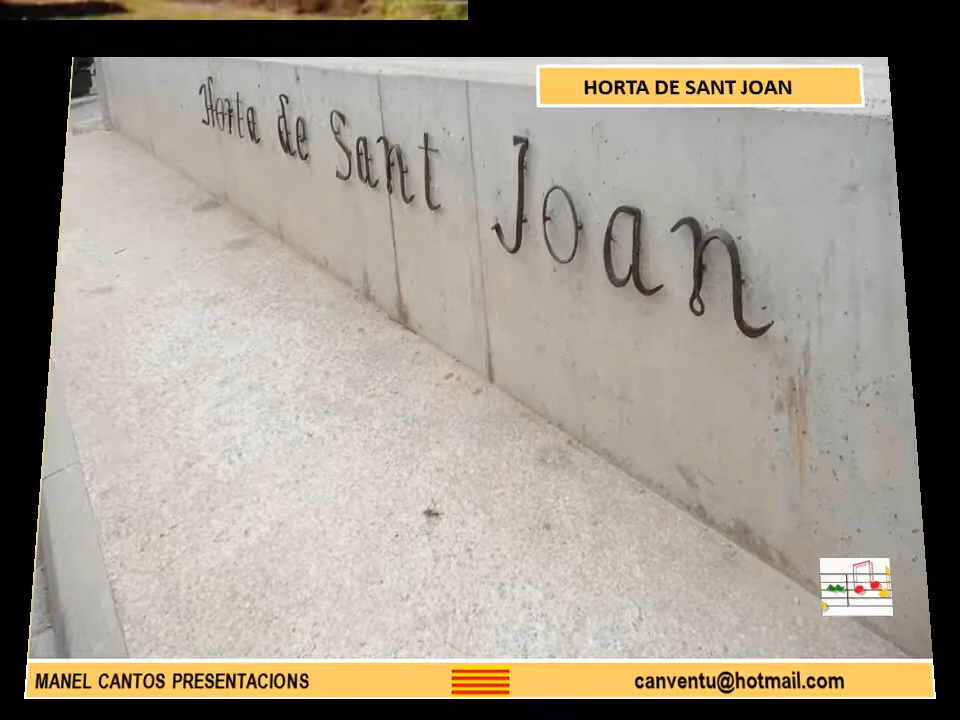 HORTA DE SANT JOAN
Horta de Sant Joan
MANEL CANTOS PRESENTACIONS
canventu@hotmail.com